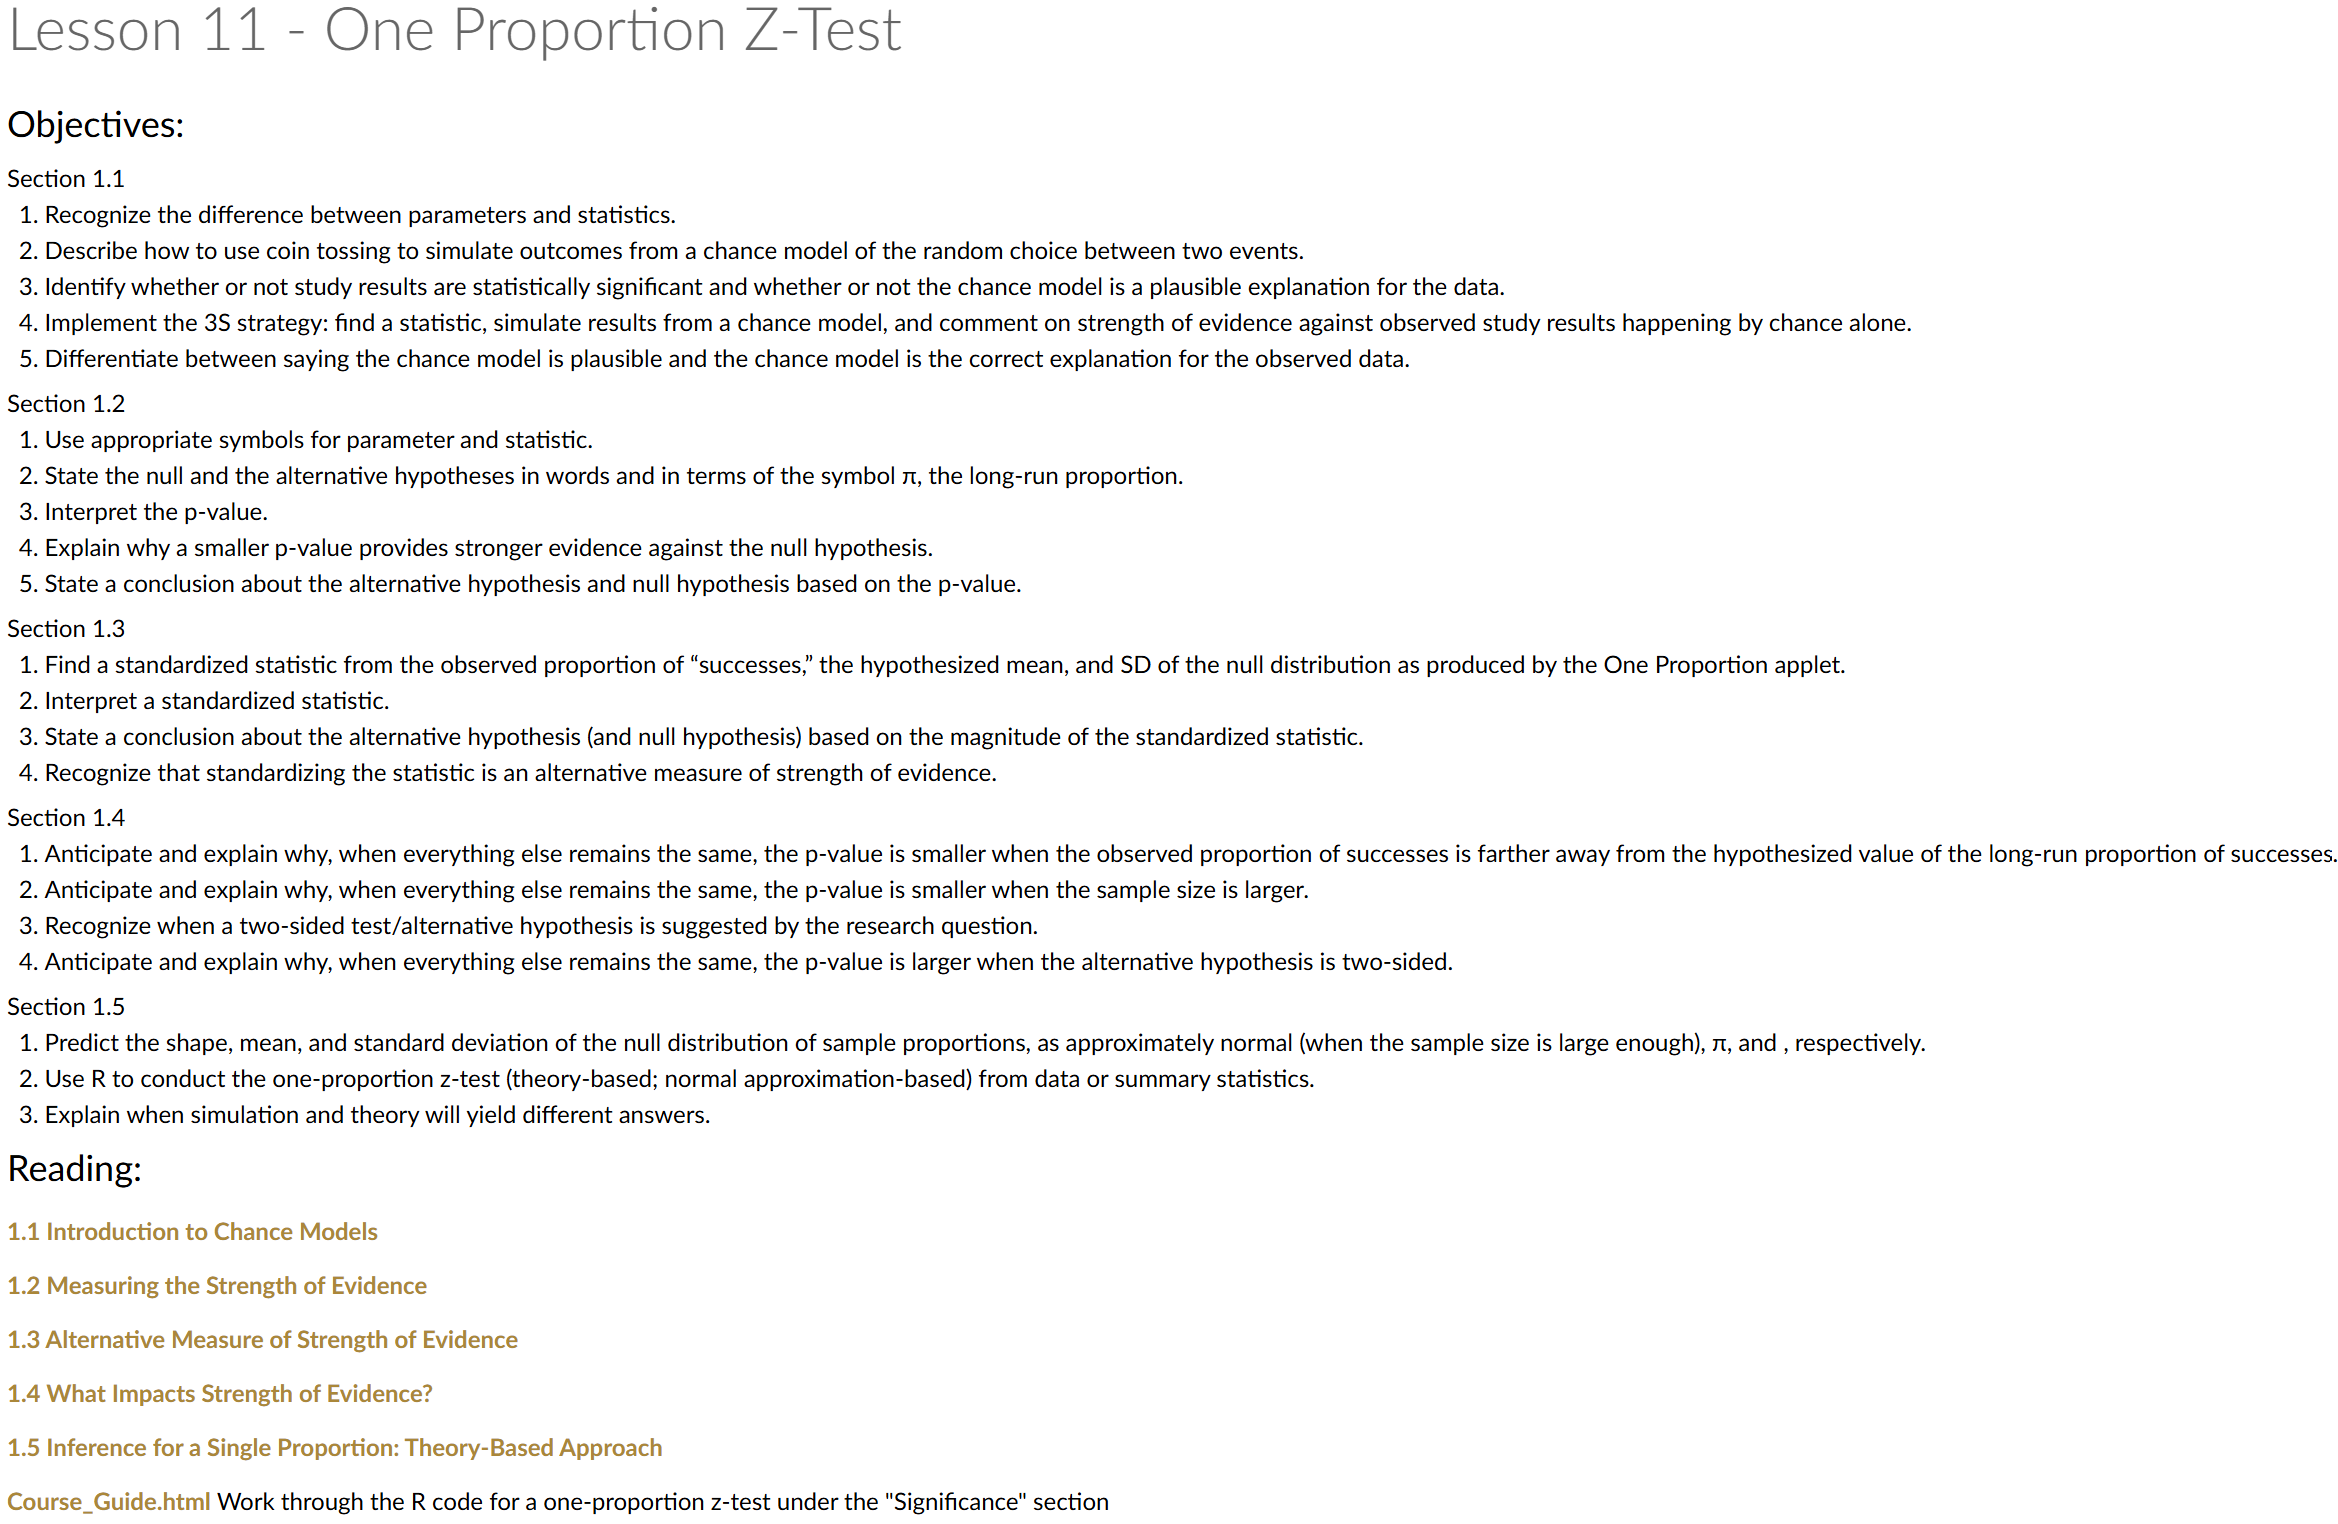 Lesson 11 - One Proportion Z-Test
Objectives:
Section 1.1
1. Recognize the difference between parameters and statistics.
2. Describe how to use coin tossing to simulate outcomes from a chance model of the random choice between two events.
3. Identify whether or not study results are statistically significant and whether or not the chance model is a plausible explanation for the data.
4. Implement the 3S strategy: find a statistic, simulate results from a chance model, and comment on strength of evidence against observed study results happening by chance alone.
5. Differentiate between saying the chance model is plausible and the chance model is the correct explanation for the observed data.
Section 1.2
1. Use appropriate symbols for parameter and statistic.
2. State the null and the alternative hypotheses in words and in terms of the symbol π, the long-run proportion.
3. Interpret the p-value.
4. Explain why a smaller p-value provides stronger evidence against the null hypothesis.
5. State a conclusion about the alternative hypothesis and null hypothesis based on the p-value.
Section 1.3
1. Find a standardized statistic from the observed proportion of “successes,” the hypothesized mean, and SD of the null distribution as produced by the One Proportion applet.
2. Interpret a standardized statistic.
3. State a conclusion about the alternative hypothesis (and null hypothesis) based on the magnitude of the standardized statistic.
4. Recognize that standardizing the statistic is an alternative measure of strength of evidence.
Section 1.4
1. Anticipate and explain why, when everything else remains the same, the p-value is smaller when the observed proportion of successes is farther away from the hypothesized value of the long-run proportion of successes.
2. Anticipate and explain why, when everything else remains the same, the p-value is smaller when the sample size is larger.
3. Recognize when a two-sided test/alternative hypothesis is suggested by the research question.
4. Anticipate and explain why, when everything else remains the same, the p-value is larger when the alternative hypothesis is two-sided.
Section 1.5
1. Predict the shape, mean, and standard deviation of the null distribution of sample proportions, as approximately normal (when the sample size is large enough), π, and , respectively.
2. Use R to conduct the one-proportion z-test (theory-based; normal approximation-based) from data or summary statistics.
3. Explain when simulation and theory will yield different answers.
Reading:
1.1 Introduction to Chance Models
1.2 Measuring the Strength of Evidence
1.3 Alternative Measure of Strength of Evidence
1.4 What Impacts Strength of Evidence?
1.5 Inference for a Single Proportion: Theory-Based Approach
Course_Guide.html Work through the R code for a one-proportion z-test under the "Significance" section